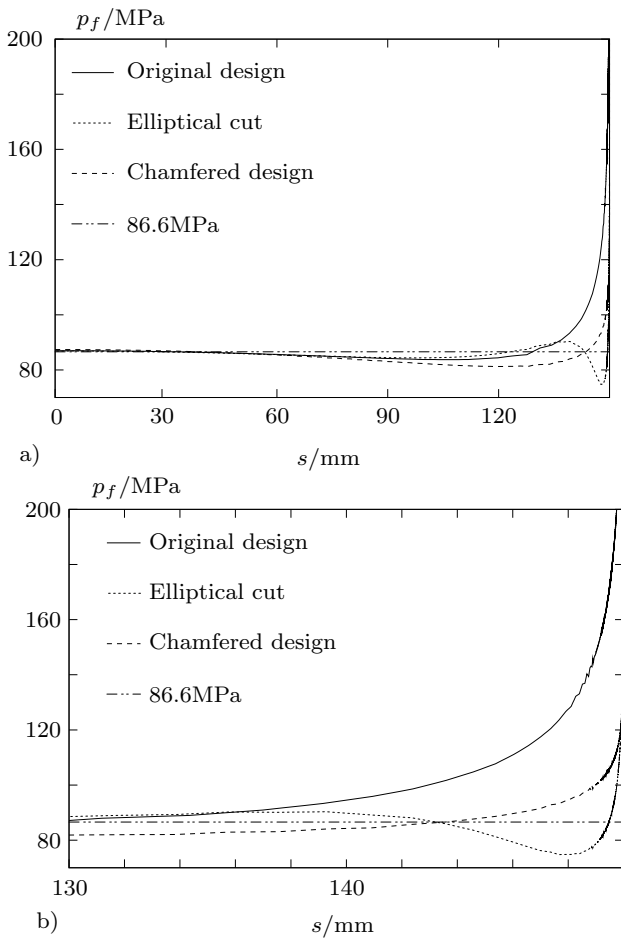 p_f/MPa
200
Original design
160
Elliptical cut
Chamfered design
120
86.6MPa
80
0 30 60 90 120
a)
s/mm
p_f/MPa
200
Original design
Elliptical cut
160
Chamfered design
86.6MPa
120
80
130 140
b)
s/mm